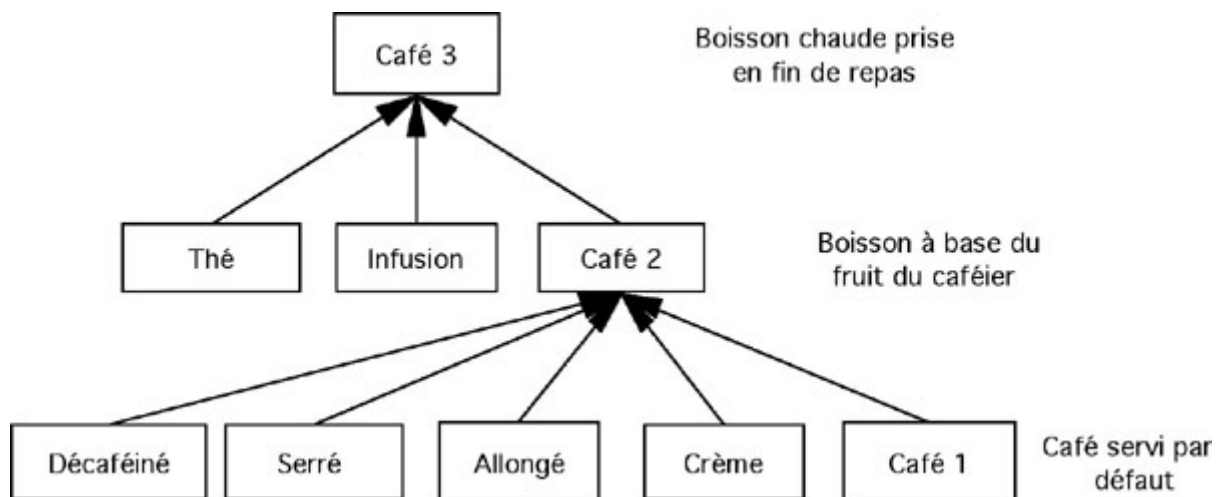 Café 3
Boisson chaude prise
en fin de repas
Thé
Infusion
Café 2
Boisson à base du
fruit du caféier
Décaféiné
Serré
Allongé
Crème
Café 1
Café servi par
défaut